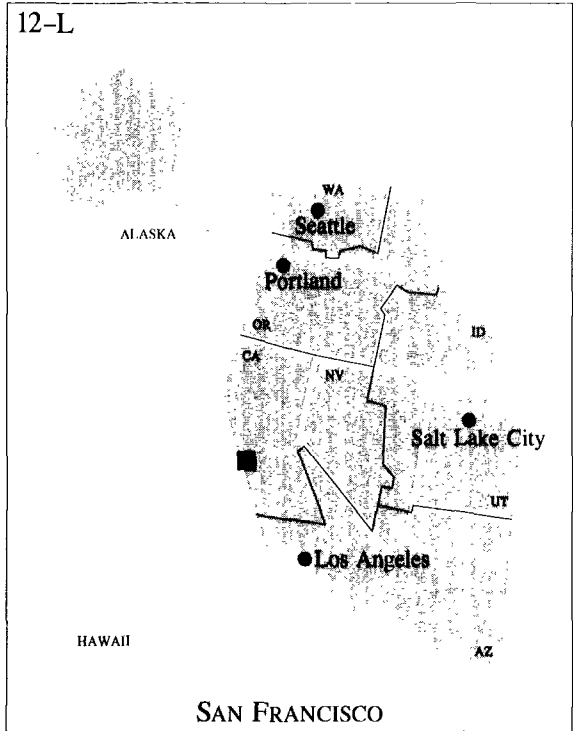 12–L
WA
Seattle
ALASKA
Portland
OR
ID
CA
NV
Salt Lake City
UT
Los Angeles
HAWAII
AZ
SAN FRANCISCO